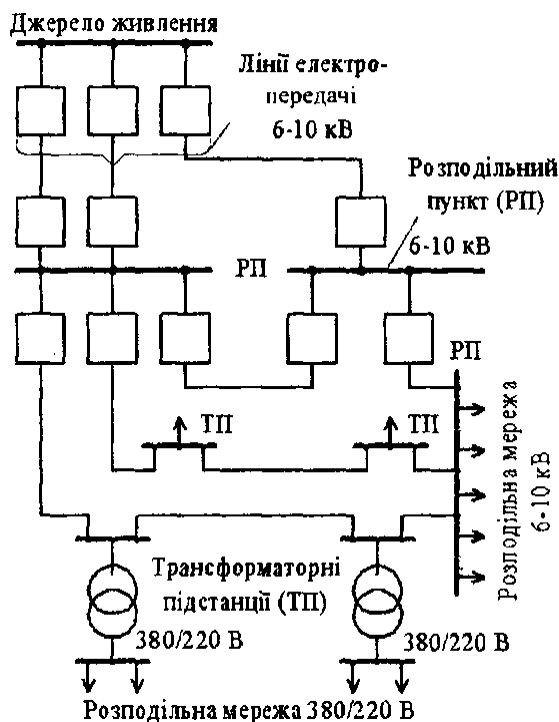 Джерело живлення
Лінії електро-
передачі
6-10 кВ
Розподільний
пункт (РП)
6-10 кВ
РП
РП
ТП
ТП
Розподільна мережа
6-10 кВ
Трансформаторні
підстанції (ТП)
380/220 В
380/220 В
Розподільна мережа 380/220 В